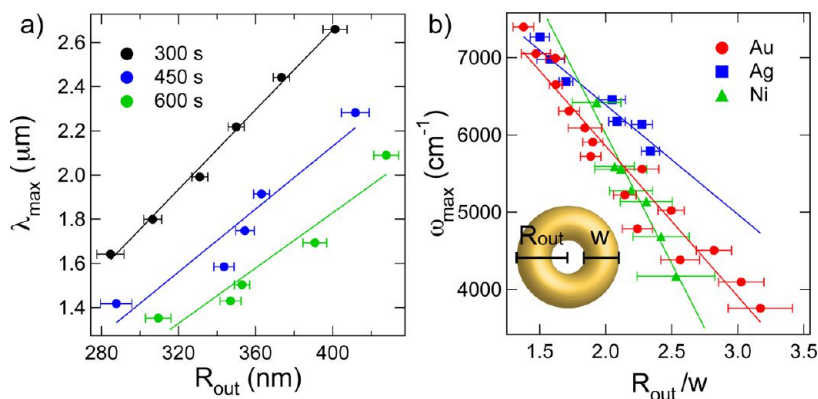 a)
300 s
450 s
600 s
2.6
2.4
2.2
2.0
1.8
1.6
1.4
λmax (μm)
280
320
360
400
Rout (nm)
b)
Au
Ag
Ni
7000
6000
5000
4000
ωmax (cm⁻¹)
Rout
w
1.5
2.0
2.5
3.0
3.5
Rout/w